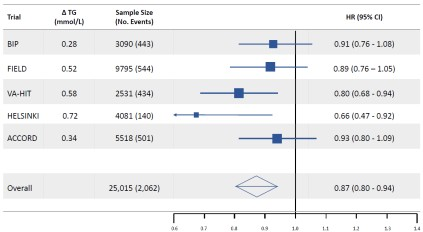 Trial Δ TG (mmol/L) Sample Size (No. Events) HR (95% CI)
BIP 0.28 3090 (443) 0.91 (0.76 - 1.08)
FIELD 0.52 9795 (544) 0.89 (0.76 – 1.05)
VA-HIT 0.58 2531 (434) 0.80 (0.68 - 0.94)
HELSINKI 0.72 4081 (140) 0.66 (0.47 - 0.92)
ACCORD 0.34 5518 (501) 0.93 (0.80 - 1.09)
Overall 25,015 (2,062) 0.87 (0.80 - 0.94)
0.6 0.7 0.8 0.9 1.0 1.1 1.2 1.3 1.4